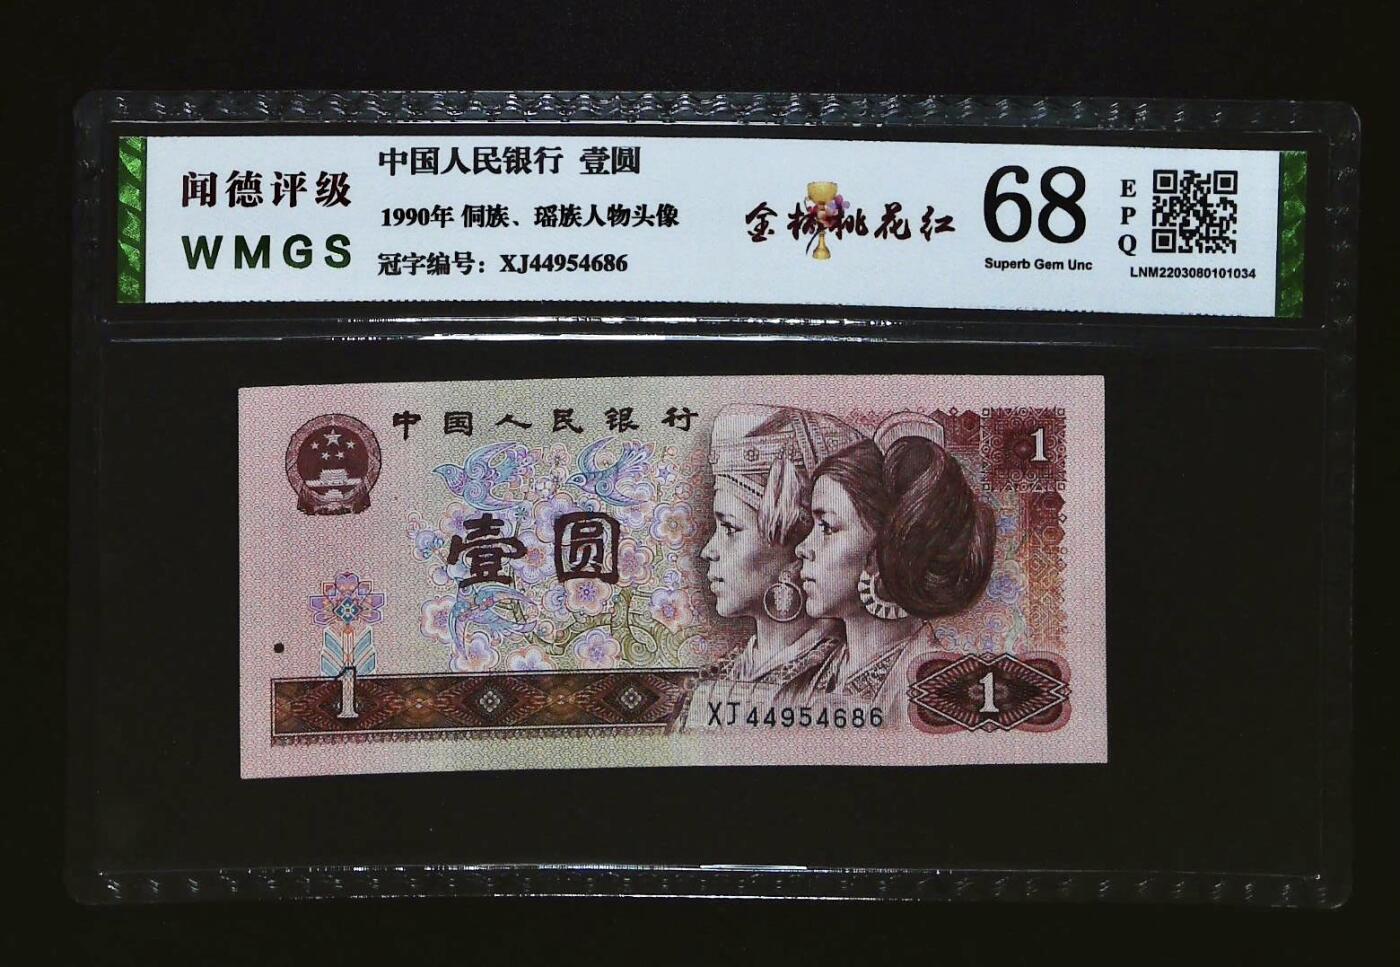 闻德评级
WMGS
中国人民银行 壹圆
1990年 侗族、瑶族人物头像
冠字编号：XJ44954686
金杯桃花红
68
Superb Gem Unc
EPQ
LNM2203080101034
中国人民银行
壹圆
1
1
1
XJ44954686